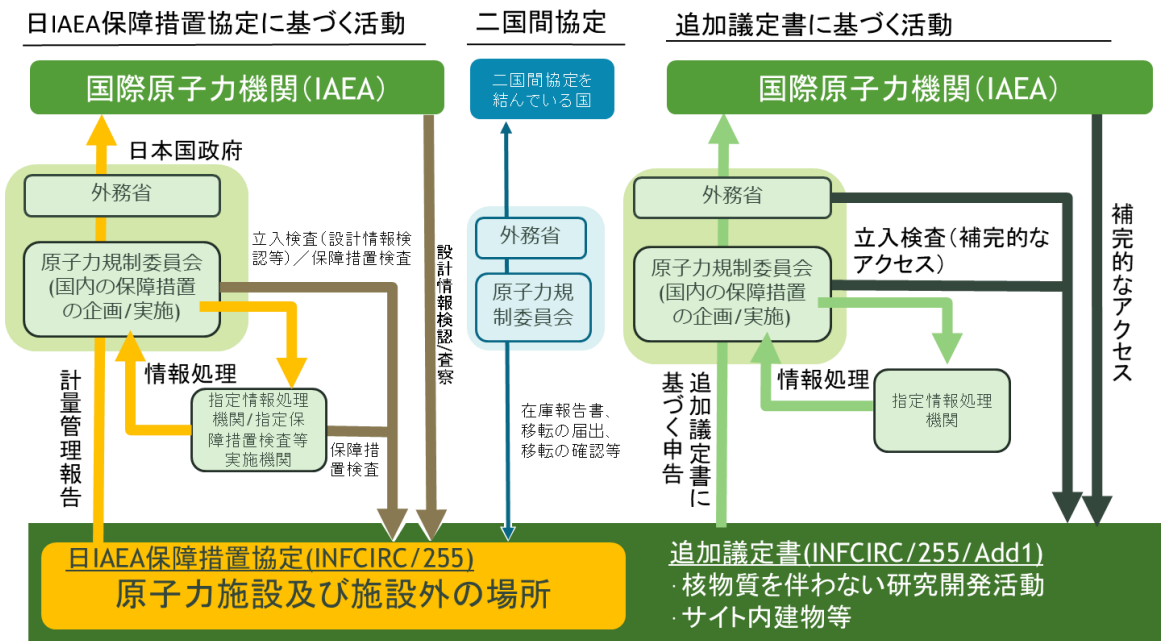 日IAEA保障措置協定に基づく活動
国際原子力機関(IAEA)
日本国政府
外務省
立入検査(設計情報検
認等)／保障措置検査
原子力規制委員会
(国内の保障措置
の企画/実施)
設計情報検認/査察
情報処理
計量管理報告
指定情報処理
機関/指定保
障措置検査等
実施機関
保障措
置検査
二国間協定
二国間協定を
結んでいる国
外務省
原子力規
制委員会
在庫報告書、
移転の届出、
移転の確認等
追加議定書に基づく活動
国際原子力機関(IAEA)
外務省
立入検査(補完的な
アクセス)
原子力規制委員会
(国内の保障措置
の企画/実施)
補完的なアクセス
情報処理
追加議定書に
基づく申告
指定情報処理
機関
日IAEA保障措置協定(INFCIRC/255)
原子力施設及び施設外の場所
追加議定書(INFCIRC/255/Add1)
・核物質を伴わない研究開発活動
・サイト内建物等